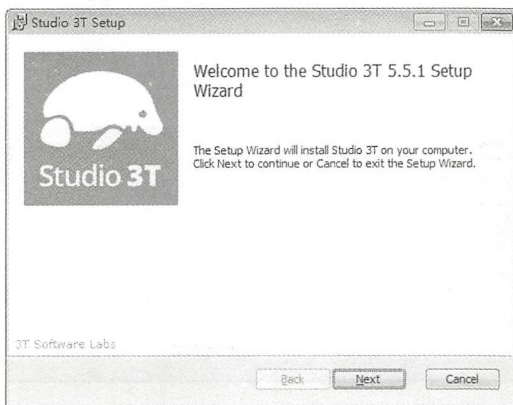 Studio 3T Setup
Welcome to the Studio 3T 5.5.1 Setup
Wizard
The Setup Wizard will install Studio 3T on your computer.
Click Next to continue or Cancel to exit the Setup Wizard.
Studio 3T
3T Software Labs
Back Next Cancel